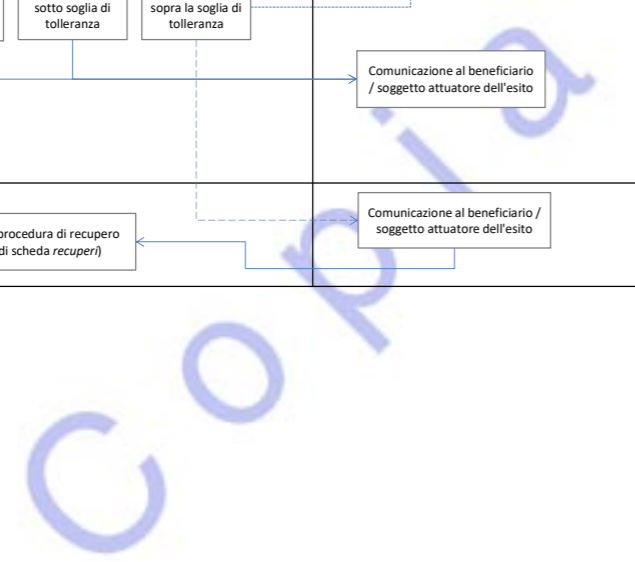 sotto soglia di
tolleranza
sopra la soglia di
tolleranza
Comunicazione al beneficiario
/ soggetto attuatore dell'esito
Comunicazione al beneficiario /
soggetto attuatore dell'esito
procedura di recupero
di scheda recuperi)
Copia